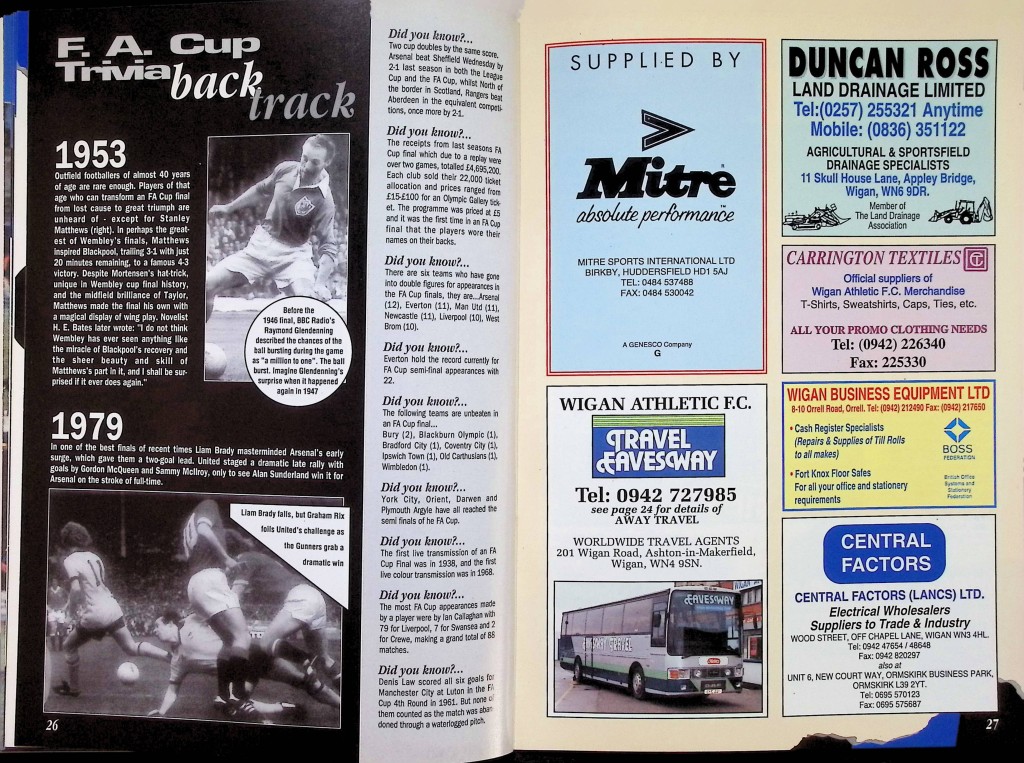 F. A. Cup
Trivia back
track
1953
Outfield footballers of almost 40 years
of age are rare enough. Players of that
age who can transform an FA Cup final
from lost cause to great triumph are
unheard of - except for Stanley
Matthews (right). In perhaps the great-
est of Wembley's finals, Matthews
inspired Blackpool, trailing 3-1 with just
20 minutes remaining, to a famous 4-3
victory. Despite Mortensen's hat-trick,
unique in Wembley cup final history,
and the midfield brilliance of Taylor,
Matthews made the final his own with
a magical display of wing play. Novelist
H. E. Bates later wrote: "I do not think
Wembley has ever seen anything like
the miracle of Blackpool's recovery and
the sheer beauty and skill of
Matthews's part in it, and I shall be sur-
prised if it ever does again."
Before the
1946 final, BBC Radio's
Raymond Glendenning
described the chances of the
ball bursting during the game
as "a million to one". The ball
burst. Imagine Glendenning's
surprise when it happened
again in 1947
1979
In one of the best finals of recent times Liam Brady masterminded Arsenal's early
surge, which gave them a two-goal lead. United staged a dramatic late rally with
goals by Gordon McQueen and Sammy McIlroy, only to see Alan Sunderland win it for
Arsenal on the stroke of full-time.
Liam Brady falls, but Graham Rix
foils United's challenge as
the Gunners grab a
dramatic win
26
Did you know?...
Two cup doubles by the same score,
Arsenal beat Sheffield Wednesday by
2-1 last season in both the League
Cup and the FA Cup, whilst North of
the border in Scotland, Rangers beat
Aberdeen in the equivalent competi-
tions, once more by 2-1.
Did you know?...
The receipts from last seasons FA
Cup final which due to a replay were
over two games, totalled £4,695,200.
Each club sold their 22,000 ticket
allocation and prices ranged from
£15-£100 for an Olympic Gallery tick-
et. The programme was priced at £5
and it was the first time in an FA Cup
final that the players wore their
names on their backs.
Did you know?...
There are six teams who have gone
into double figures for appearances in
the FA Cup finals, they are...Arsenal
(12), Everton (11), Man Utd (11),
Newcastle (11), Liverpool (10), West
Brom (10).
Did you know?...
Everton hold the record currently for
FA Cup semi-final appearances with
22.
Did you know?...
The following teams are unbeaten in
an FA Cup final...
Bury (2), Blackburn Olympic (1),
Bradford City (1), Coventry City (1),
Ipswich Town (1), Old Carthusians (1),
Wimbledon (1).
Did you know?...
York City, Orient, Darwen and
Plymouth Argyle have all reached the
semi finals of he FA Cup.
Did you know?...
The first live transmission of an FA
Cup Final was in 1938, and the first
live colour transmission was in 1968.
Did you know?...
The most FA Cup appearances made
by a player were by Ian Callaghan with
79 for Liverpool, 7 for Swansea and 2
for Crewe, making a grand total of 88
matches.
Did you know?...
Denis Law scored all six goals for
Manchester City at Luton in the FA
Cup 4th Round in 1961. But none of
them counted as the match was aban-
doned through a waterlogged pitch.
SUPPLIED BY
Mitre
absolute performance
MITRE SPORTS INTERNATIONAL LTD
BIRKBY, HUDDERSFIELD HD1 5AJ
TEL: 0484 537488
FAX: 0484 530042
A GENESCO Company
G
WIGAN ATHLETIC F.C.
TRAVEL
EAVESWAY
Tel: 0942 727985
see page 24 for details of
AWAY TRAVEL
WORLDWIDE TRAVEL AGENTS
201 Wigan Road, Ashton-in-Makerfield,
Wigan, WN4 9SN.
EAVESWAY
EAVESWAY TRAVEL
DUNCAN ROSS
LAND DRAINAGE LIMITED
Tel:(0257) 255321 Anytime
Mobile: (0836) 351122
AGRICULTURAL & SPORTSFIELD
DRAINAGE SPECIALISTS
11 Skull House Lane, Appley Bridge,
Wigan, WN6 9DR.
Member of
The Land Drainage
Association
CARRINGTON TEXTILES
Official suppliers of
Wigan Athletic F.C. Merchandise
T-Shirts, Sweatshirts, Caps, Ties, etc.
ALL YOUR PROMO CLOTHING NEEDS
Tel: (0942) 226340
Fax: 225330
WIGAN BUSINESS EQUIPMENT LTD
8-10 Orrell Road, Orrell. Tel: (0942) 212490 Fax: (0942) 217650
• Cash Register Specialists
(Repairs & Supplies of Till Rolls
to all makes)
• Fort Knox Floor Safes
For all your office and stationery
requirements
BOSS
FEDERATION
British Office
Systems and
Stationery
Federation
CENTRAL
FACTORS
CENTRAL FACTORS (LANCS) LTD.
Electrical Wholesalers
Suppliers to Trade & Industry
WOOD STREET, OFF CHAPEL LANE, WIGAN WN3 4HL.
Tel: 0942 47654 / 48648
Fax: 0942 820297
also at
UNIT 6, NEW COURT WAY, ORMSKIRK BUSINESS PARK,
ORMSKIRK L39 2YT.
Tel: 0695 570123
Fax: 0695 575687
27